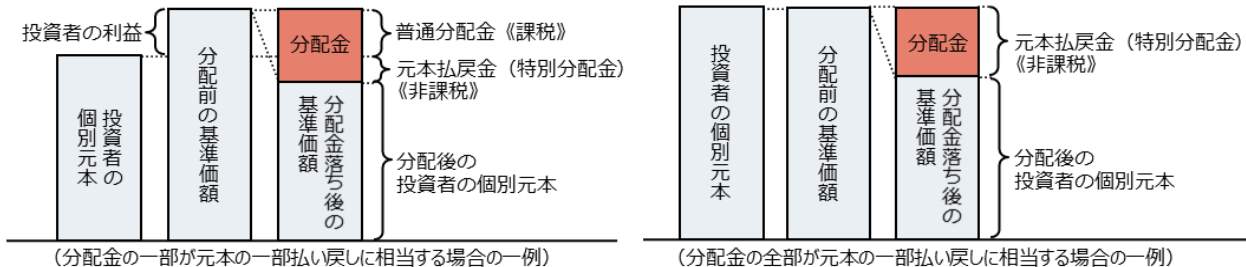 投資者の利益
投資者の
個別元本
分配前の基準価額
分配金
分配金落ち後の
基準価額
普通分配金《課税》
元本払戻金（特別分配金）
《非課税》
分配後の
投資者の個別元本
（分配金の一部が元本の一部払い戻しに相当する場合の一例）
投資者の個別元本
分配前の基準価額
分配金
分配金落ち後の
基準価額
元本払戻金（特別分配金）
《非課税》
分配後の
投資者の個別元本
（分配金の全部が元本の一部払い戻しに相当する場合の一例）